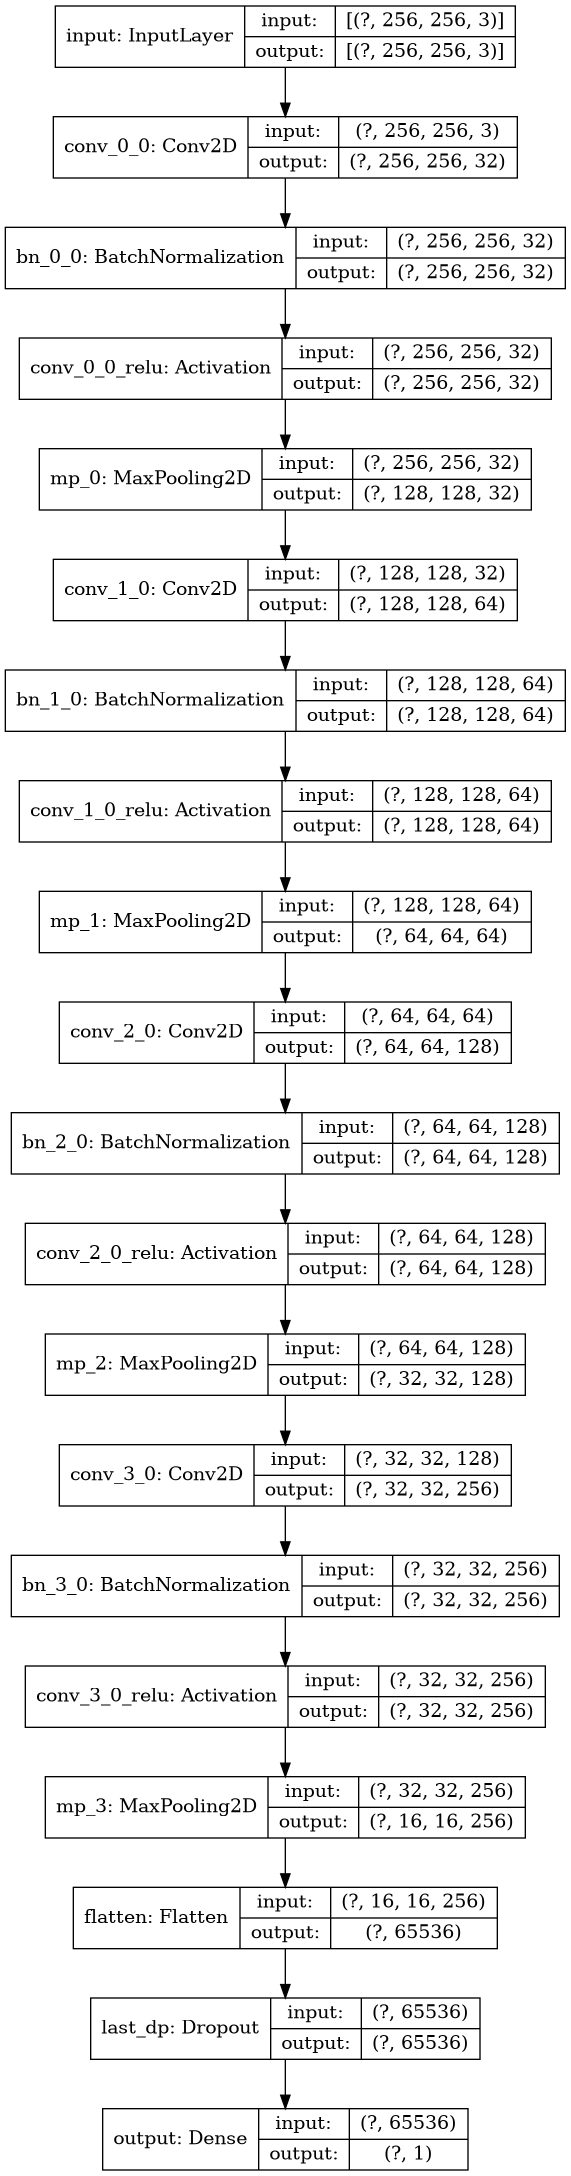 input: InputLayer
input: [(?, 256, 256, 3)]
output: [(?, 256, 256, 3)]
conv_0_0: Conv2D
input: (?, 256, 256, 3)
output: (?, 256, 256, 32)
bn_0_0: BatchNormalization
input: (?, 256, 256, 32)
output: (?, 256, 256, 32)
conv_0_0_relu: Activation
input: (?, 256, 256, 32)
output: (?, 256, 256, 32)
mp_0: MaxPooling2D
input: (?, 256, 256, 32)
output: (?, 128, 128, 32)
conv_1_0: Conv2D
input: (?, 128, 128, 32)
output: (?, 128, 128, 64)
bn_1_0: BatchNormalization
input: (?, 128, 128, 64)
output: (?, 128, 128, 64)
conv_1_0_relu: Activation
input: (?, 128, 128, 64)
output: (?, 128, 128, 64)
mp_1: MaxPooling2D
input: (?, 128, 128, 64)
output: (?, 64, 64, 64)
conv_2_0: Conv2D
input: (?, 64, 64, 64)
output: (?, 64, 64, 128)
bn_2_0: BatchNormalization
input: (?, 64, 64, 128)
output: (?, 64, 64, 128)
conv_2_0_relu: Activation
input: (?, 64, 64, 128)
output: (?, 64, 64, 128)
mp_2: MaxPooling2D
input: (?, 64, 64, 128)
output: (?, 32, 32, 128)
conv_3_0: Conv2D
input: (?, 32, 32, 128)
output: (?, 32, 32, 256)
bn_3_0: BatchNormalization
input: (?, 32, 32, 256)
output: (?, 32, 32, 256)
conv_3_0_relu: Activation
input: (?, 32, 32, 256)
output: (?, 32, 32, 256)
mp_3: MaxPooling2D
input: (?, 32, 32, 256)
output: (?, 16, 16, 256)
flatten: Flatten
input: (?, 16, 16, 256)
output: (?, 65536)
last_dp: Dropout
input: (?, 65536)
output: (?, 65536)
output: Dense
input: (?, 65536)
output: (?, 1)